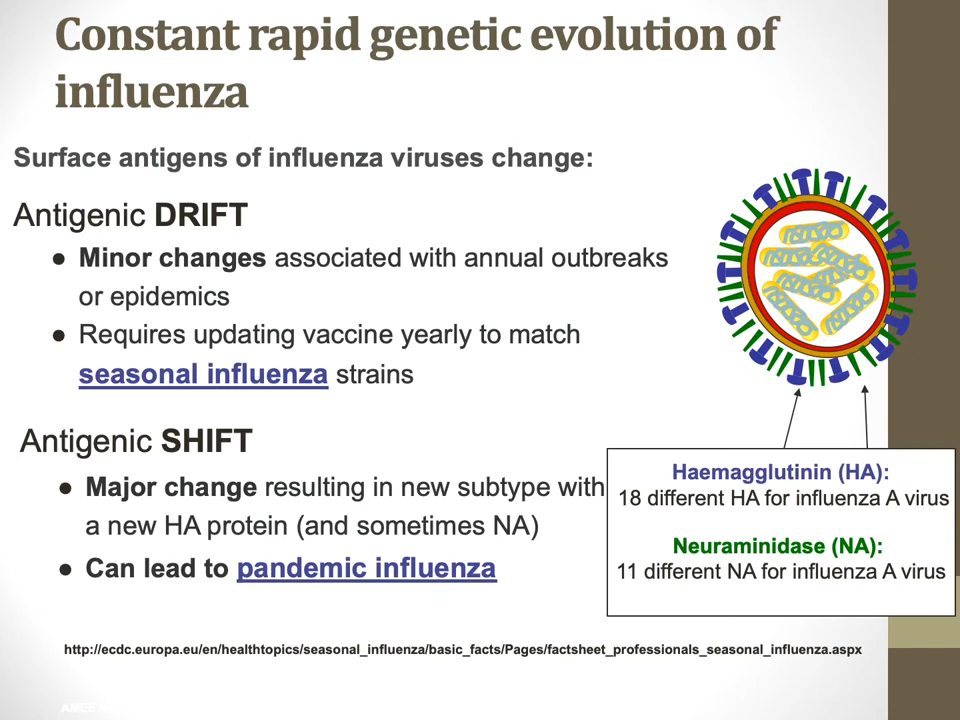 Constant rapid genetic evolution of
influenza
Surface antigens of influenza viruses change:
Antigenic DRIFT
● Minor changes associated with annual outbreaks
or epidemics
● Requires updating vaccine yearly to match
seasonal influenza strains
Antigenic SHIFT
● Major change resulting in new subtype with
a new HA protein (and sometimes NA)
● Can lead to pandemic influenza
Haemagglutinin (HA):
18 different HA for influenza A virus
Neuraminidase (NA):
11 different NA for influenza A virus
http://ecdc.europa.eu/en/healthtopics/seasonal_influenza/basic_facts/Pages/factsheet_professionals_seasonal_influenza.aspx